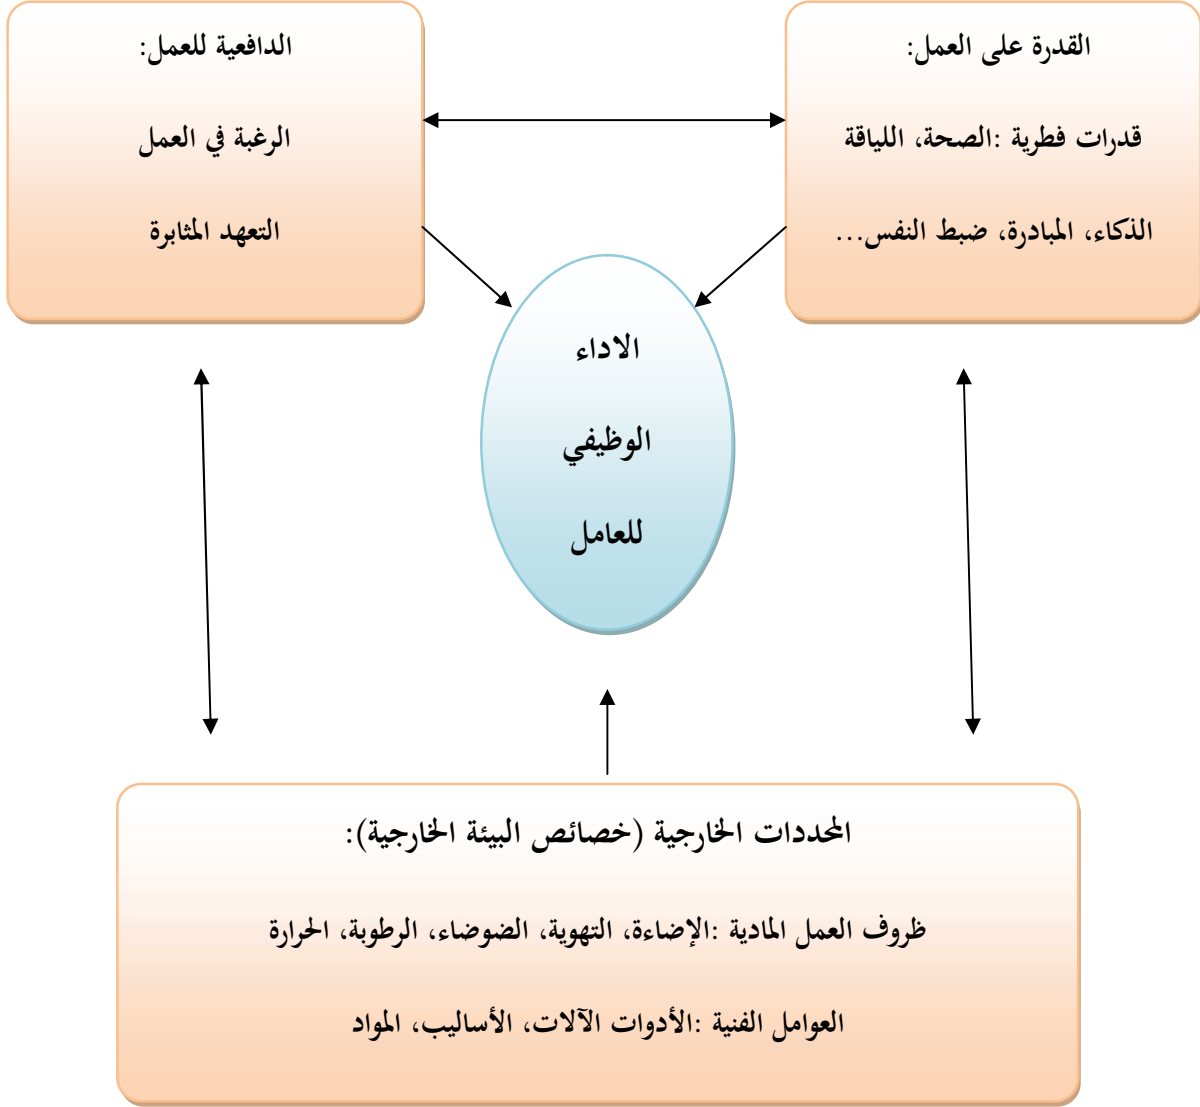 القدرة على العمل:
قدرات فطرية :الصحة، اللياقة
الذكاء، المبادرة، ضبط النفس...
الدافعية للعمل:
الرغبة في العمل
التعهد المثابرة
الاداء
الوظيفي
للعامل
المحددات الخارجية (خصائص البيئة الخارجية):
ظروف العمل المادية :الإضاءة، التهوية، الضوضاء، الرطوبة، الحرارة
العوامل الفنية :الأدوات الآلات، الأساليب، المواد